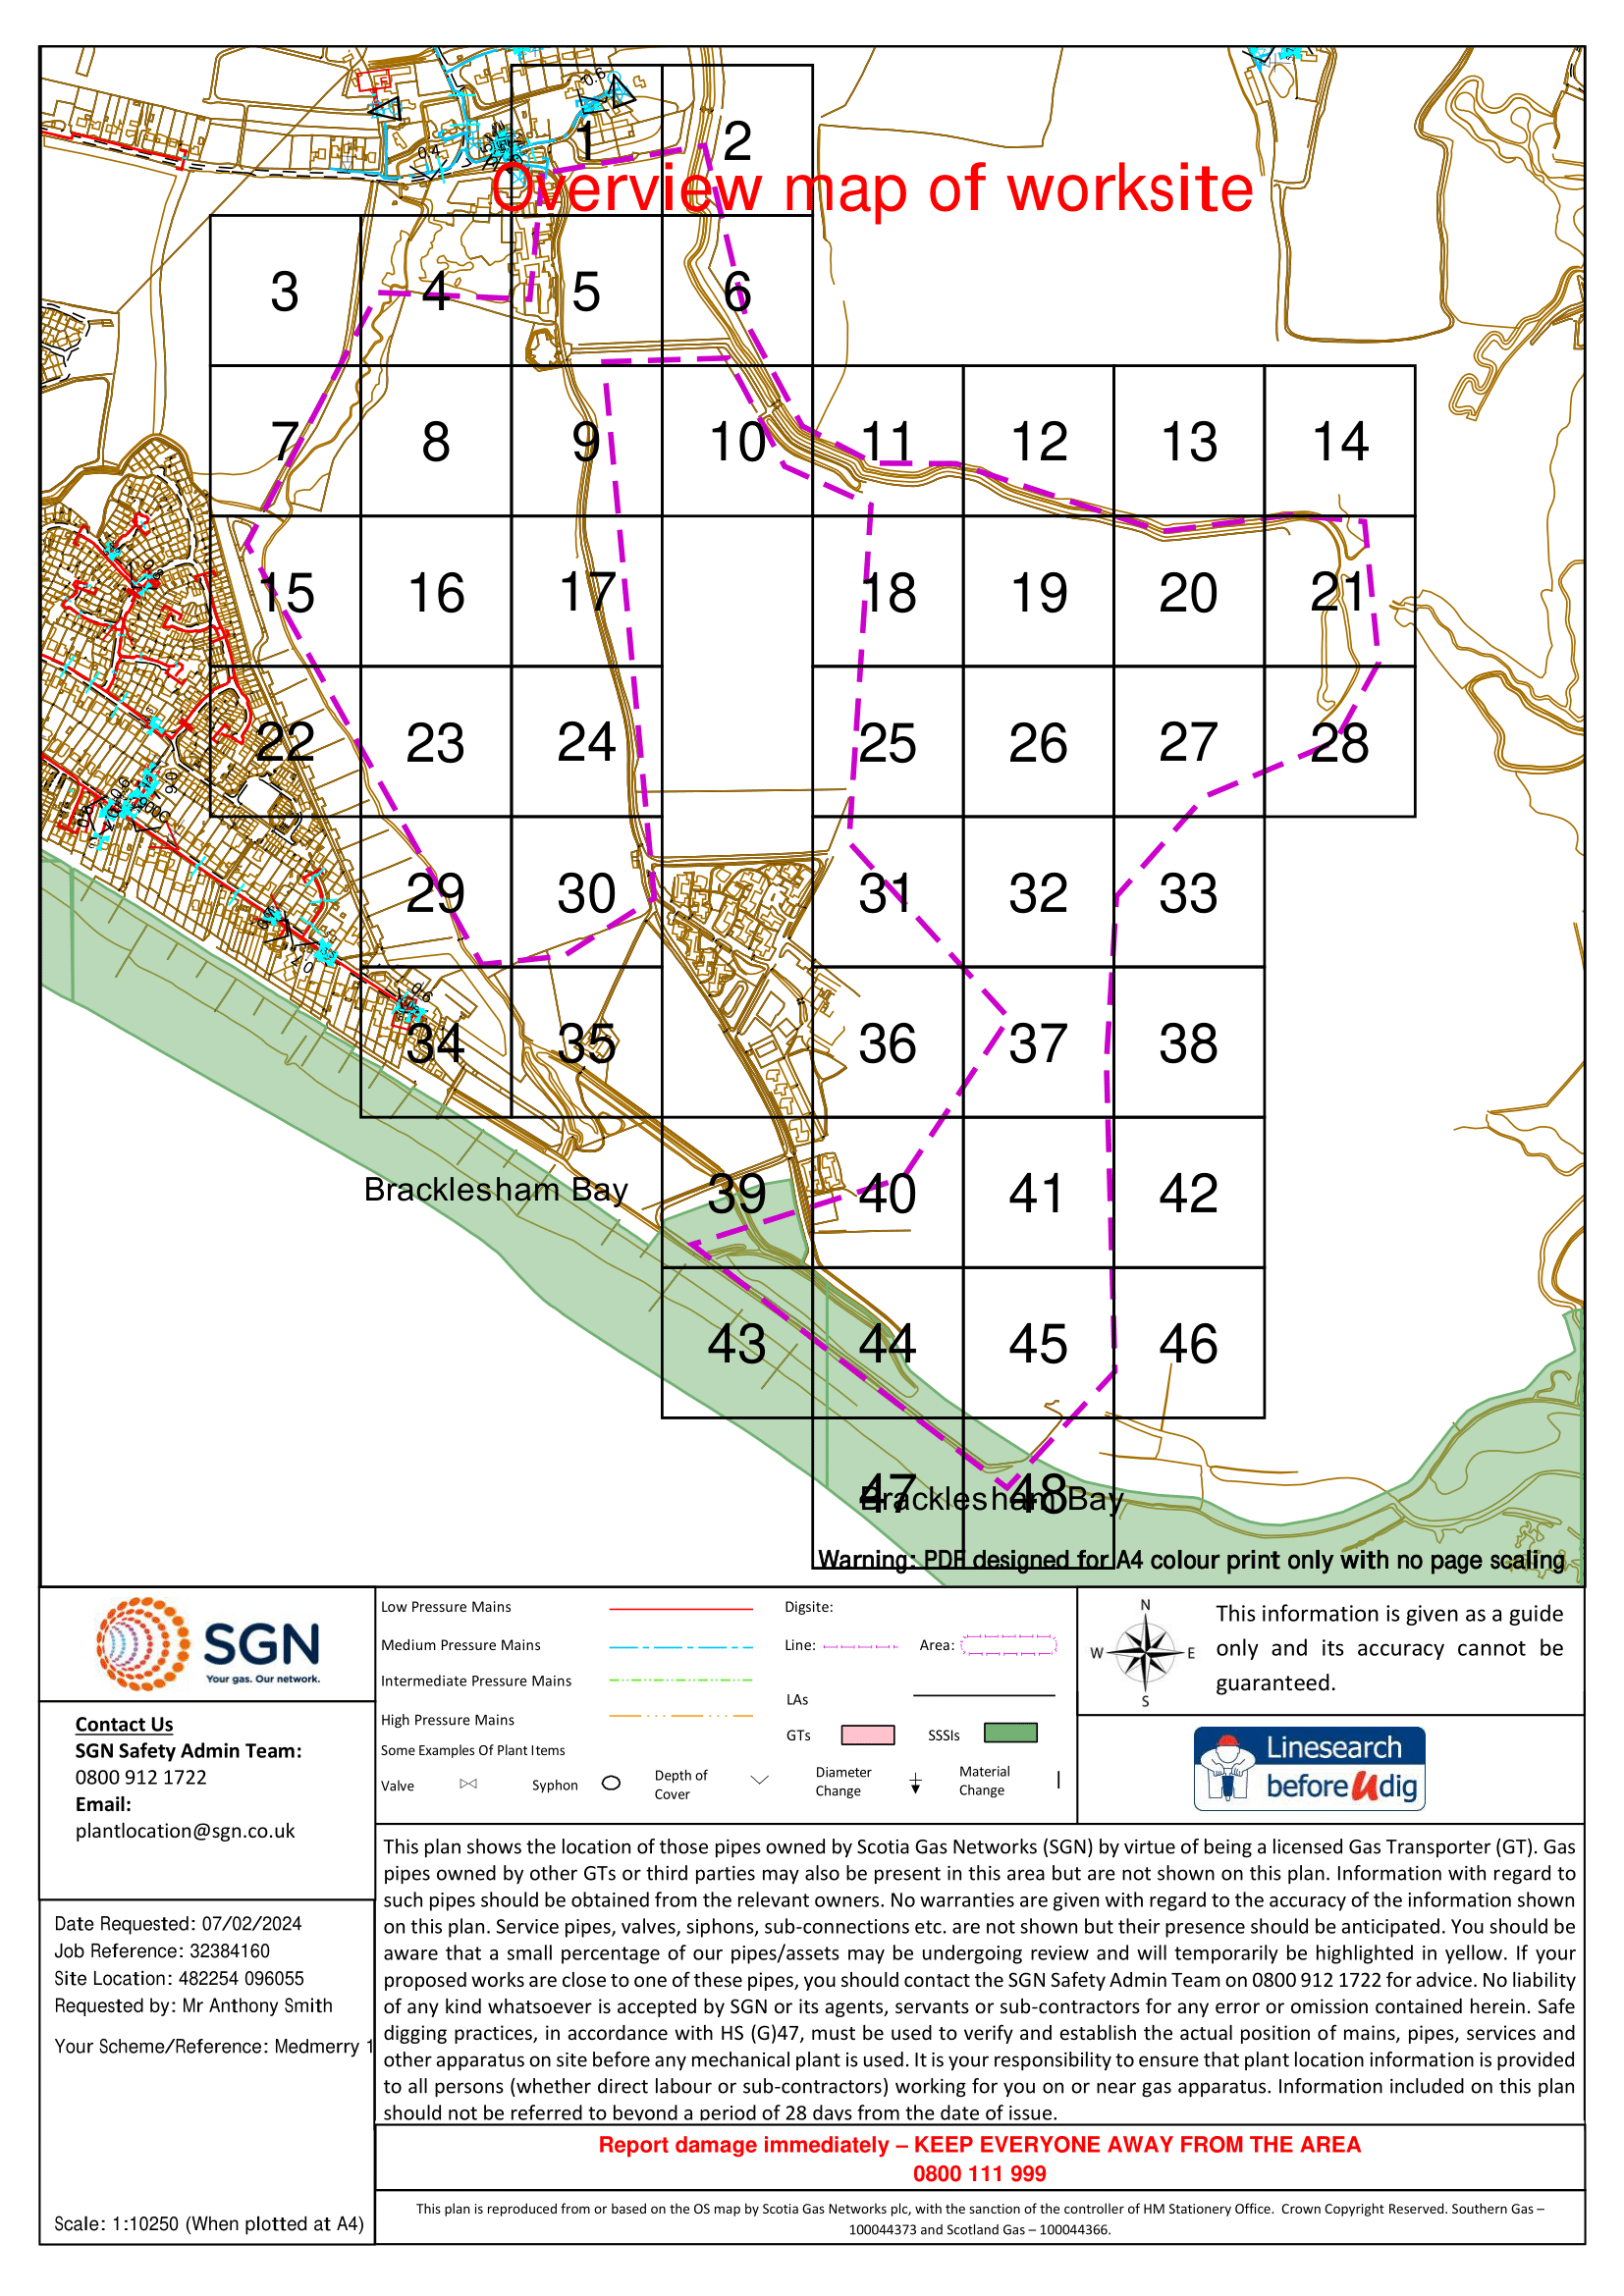 1
2
Overview map of worksite
3
4
5
6
7
8
9
10
11
12
13
14
15
16
17
18
19
20
21
22
23
24
25
26
27
28
29
30
31
32
33
34
35
36
37
38
Bracklesham Bay
39
40
41
42
43
44
45
46
47
48
Bracklesham Bay
Warning: PDF designed for A4 colour print only with no page scaling
SGN
Your gas. Our network.
Contact Us
SGN Safety Admin Team:
0800 912 1722
Email:
plantlocation@sgn.co.uk
Date Requested: 07/02/2024
Job Reference: 32384160
Site Location: 482254 096055
Requested by: Mr Anthony Smith
Your Scheme/Reference: Medmerry 1
Scale: 1:10250 (When plotted at A4)
Low Pressure Mains
Medium Pressure Mains
Intermediate Pressure Mains
High Pressure Mains
Some Examples Of Plant Items
Valve
Syphon
Depth of
Cover
Diameter
Change
Material
Change
Digsite:
Line:
Area:
LAs
GTs
SSSIs
N
W
E
S
This information is given as a guide
only and its accuracy cannot be
guaranteed.
Linesearch
before U dig
This plan shows the location of those pipes owned by Scotia Gas Networks (SGN) by virtue of being a licensed Gas Transporter (GT). Gas
pipes owned by other GTs or third parties may also be present in this area but are not shown on this plan. Information with regard to
such pipes should be obtained from the relevant owners. No warranties are given with regard to the accuracy of the information shown
on this plan. Service pipes, valves, siphons, sub-connections etc. are not shown but their presence should be anticipated. You should be
aware that a small percentage of our pipes/assets may be undergoing review and will temporarily be highlighted in yellow. If your
proposed works are close to one of these pipes, you should contact the SGN Safety Admin Team on 0800 912 1722 for advice. No liability
of any kind whatsoever is accepted by SGN or its agents, servants or sub-contractors for any error or omission contained herein. Safe
digging practices, in accordance with HS (G)47, must be used to verify and establish the actual position of mains, pipes, services and
other apparatus on site before any mechanical plant is used. It is your responsibility to ensure that plant location information is provided
to all persons (whether direct labour or sub-contractors) working for you on or near gas apparatus. Information included on this plan
should not be referred to beyond a period of 28 days from the date of issue.
Report damage immediately – KEEP EVERYONE AWAY FROM THE AREA
0800 111 999
This plan is reproduced from or based on the OS map by Scotia Gas Networks plc, with the sanction of the controller of HM Stationery Office. Crown Copyright Reserved. Southern Gas –
100044373 and Scotland Gas – 100044366.